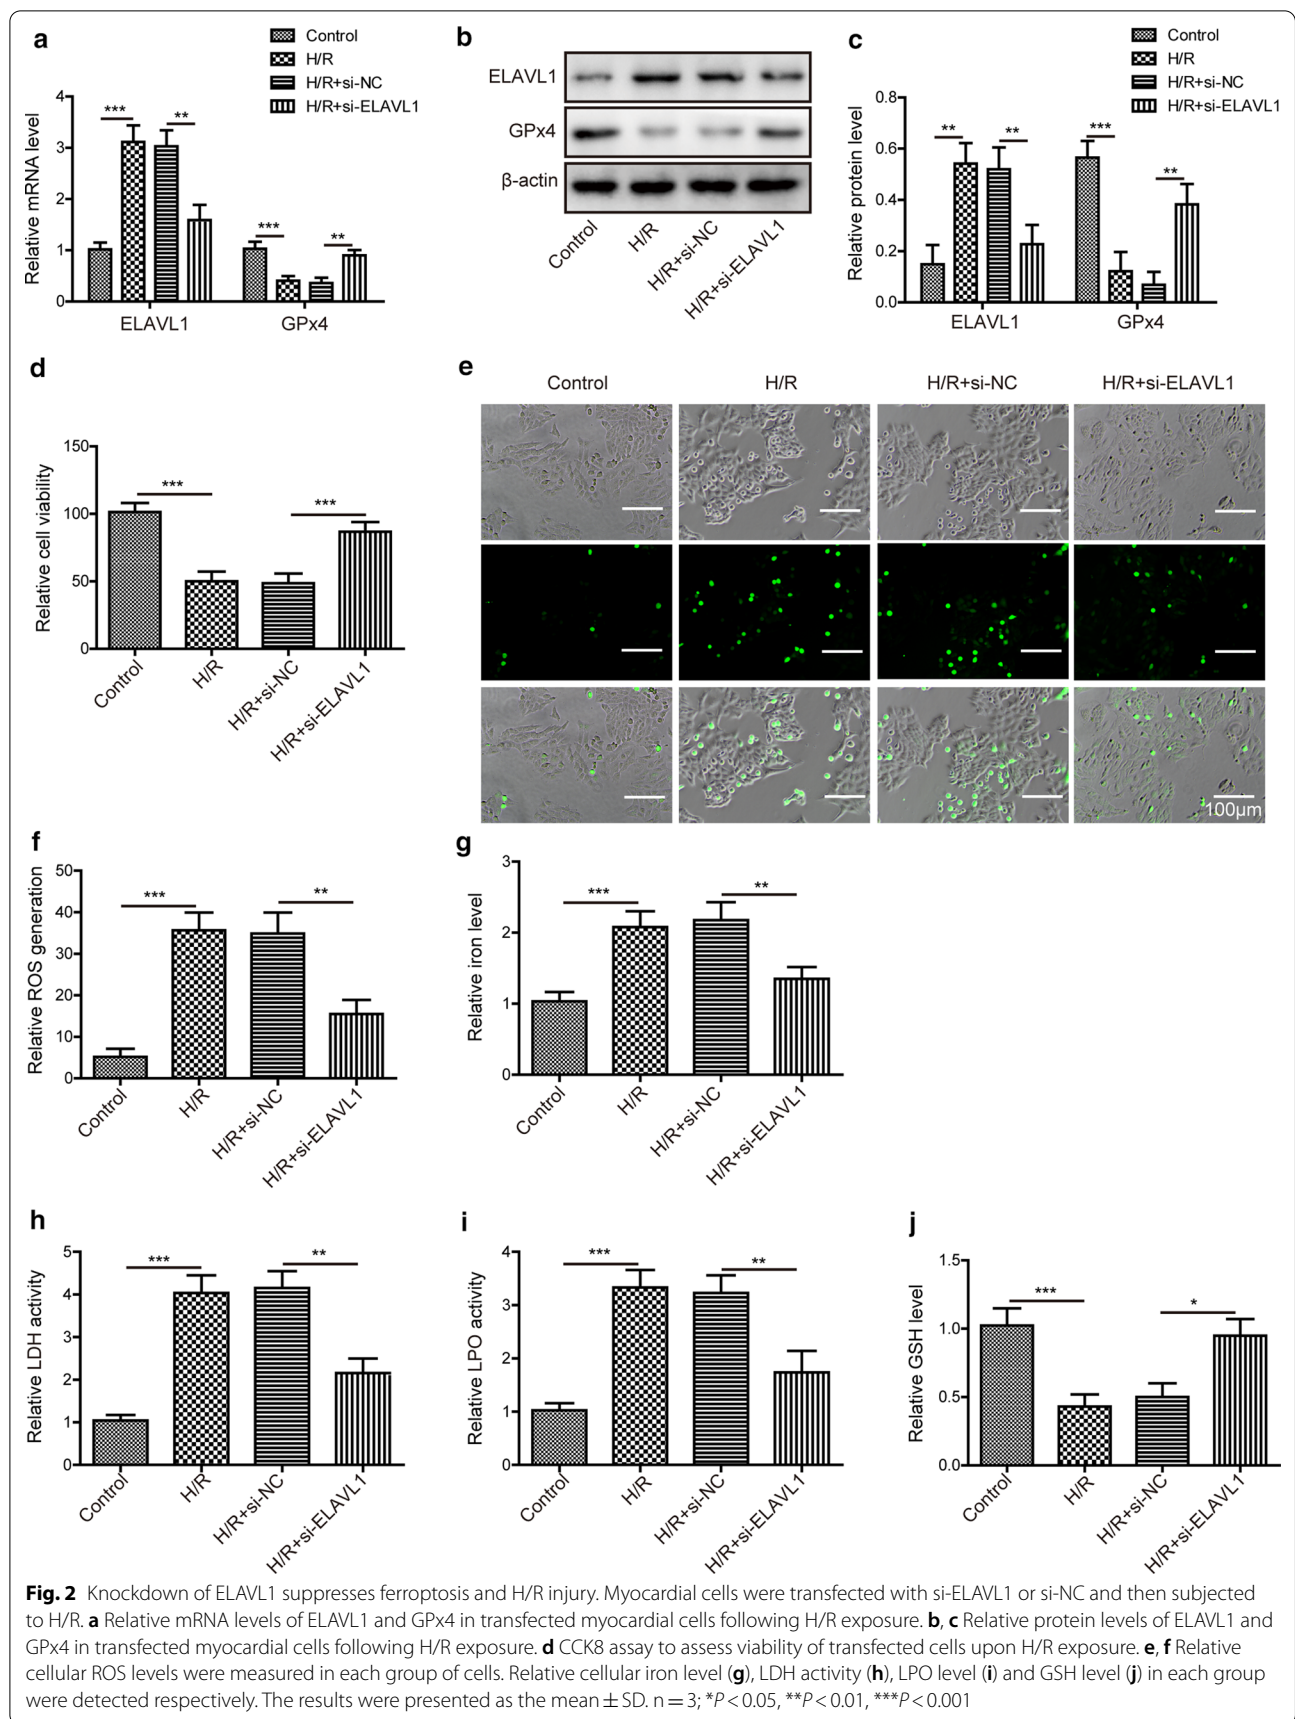 a
Control
H/R
H/R+si-NC
H/R+si-ELAVL1
***
**
***
**
4
3
2
1
0
Relative mRNA level
ELAVL1
GPx4
b
ELAVL1
GPx4
β-actin
Control
H/R
H/R+si-NC
H/R+si-ELAVL1
c
Control
H/R
H/R+si-NC
H/R+si-ELAVL1
**
**
***
**
0.8
0.6
0.4
0.2
0.0
Relative protein level
ELAVL1
GPx4
d
***
***
150
100
50
0
Relative cell viability
Control
H/R
H/R+si-NC
H/R+si-ELAVL1
e
Control
H/R
H/R+si-NC
H/R+si-ELAVL1
100μm
f
***
**
50
40
30
20
10
0
Relative ROS generation
Control
H/R
H/R+si-NC
H/R+si-ELAVL1
g
***
**
3
2
1
0
Relative iron level
Control
H/R
H/R+si-NC
H/R+si-ELAVL1
h
***
**
5
4
3
2
1
0
Relative LDH activity
Control
H/R
H/R+si-NC
H/R+si-ELAVL1
i
***
**
4
3
2
1
0
Relative LPO activity
Control
H/R
H/R+si-NC
H/R+si-ELAVL1
j
***
*
1.5
1.0
0.5
0.0
Relative GSH level
Control
H/R
H/R+si-NC
H/R+si-ELAVL1
Fig. 2 Knockdown of ELAVL1 suppresses ferroptosis and H/R injury. Myocardial cells were transfected with si-ELAVL1 or si-NC and then subjected
to H/R. a Relative mRNA levels of ELAVL1 and GPx4 in transfected myocardial cells following H/R exposure. b, c Relative protein levels of ELAVL1 and
GPx4 in transfected myocardial cells following H/R exposure. d CCK8 assay to assess viability of transfected cells upon H/R exposure. e, f Relative
cellular ROS levels were measured in each group of cells. Relative cellular iron level (g), LDH activity (h), LPO level (i) and GSH level (j) in each group
were detected respectively. The results were presented as the mean ± SD. n = 3; *P < 0.05, **P < 0.01, ***P < 0.001